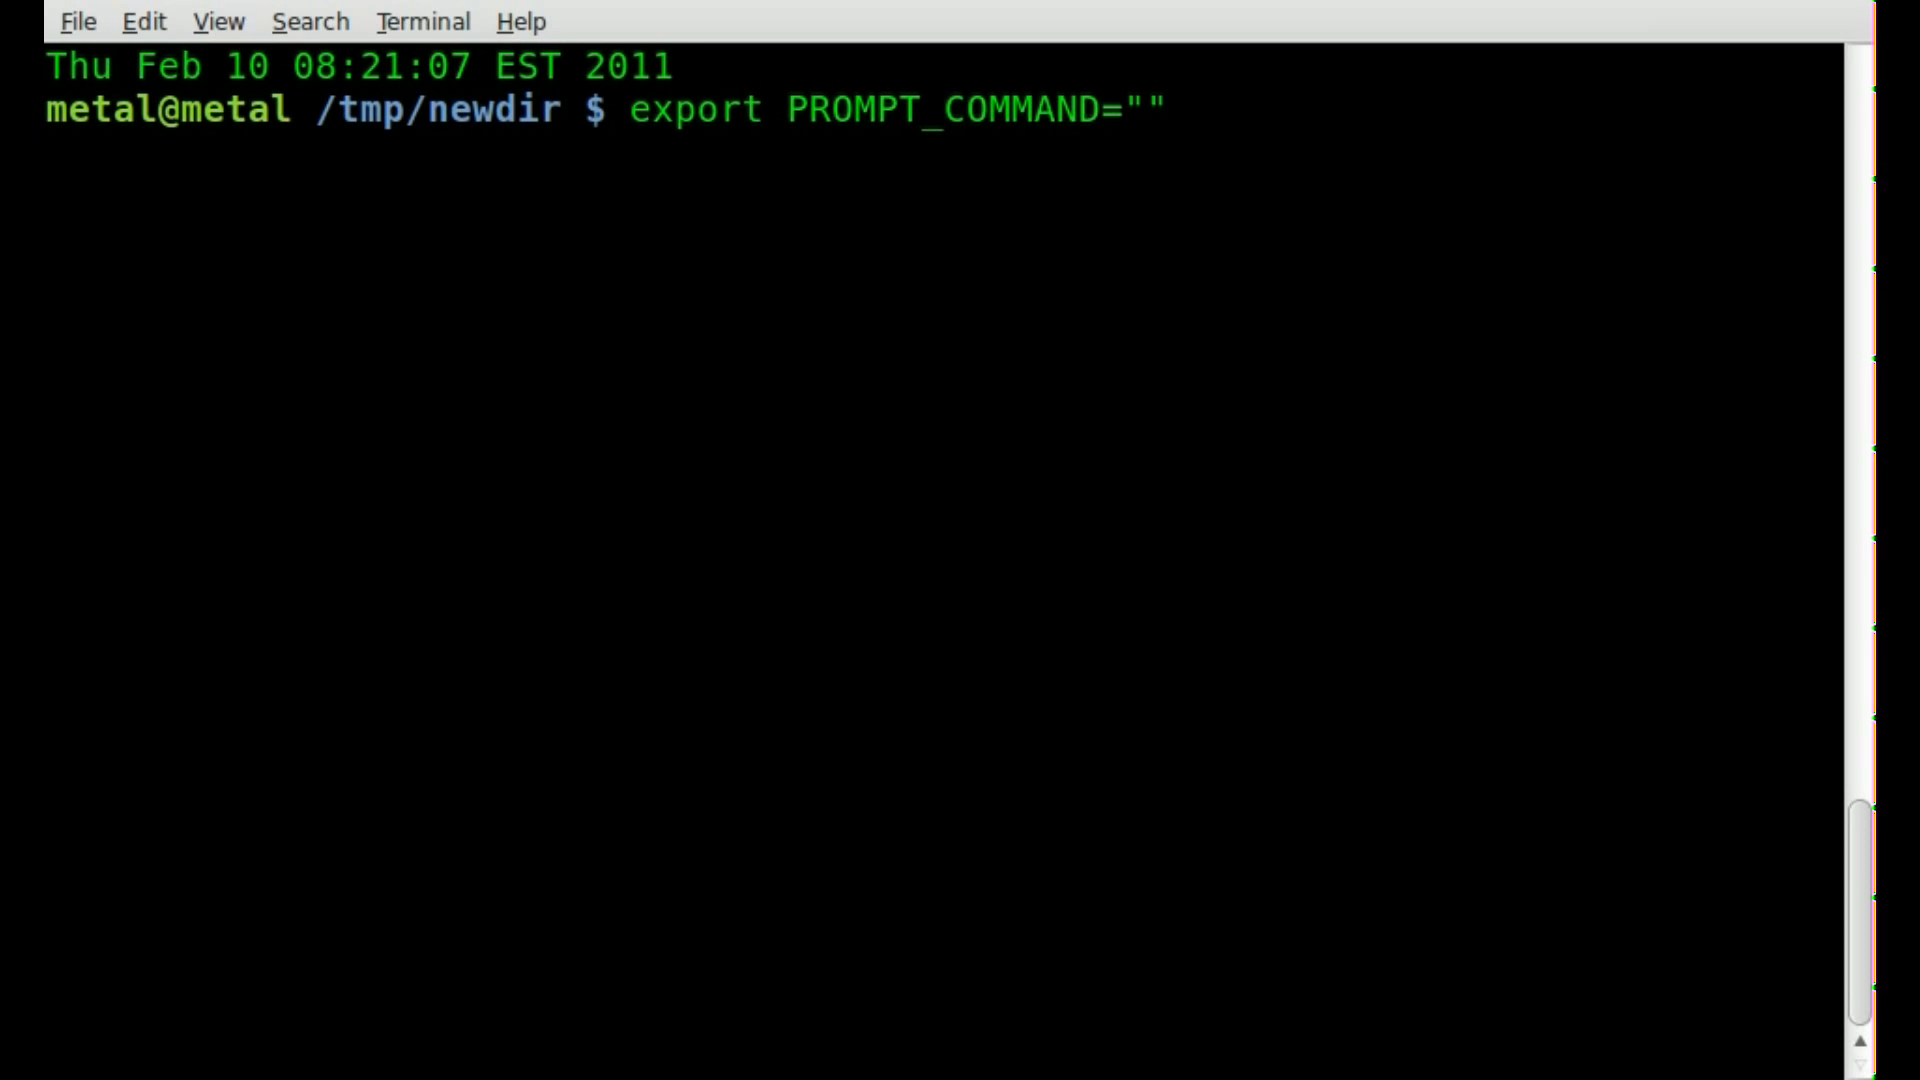 File Edit View Search Terminal Help
Thu Feb 10 08:21:07 EST 2011
metal@metal /tmp/newdir $ export PROMPT_COMMAND=""